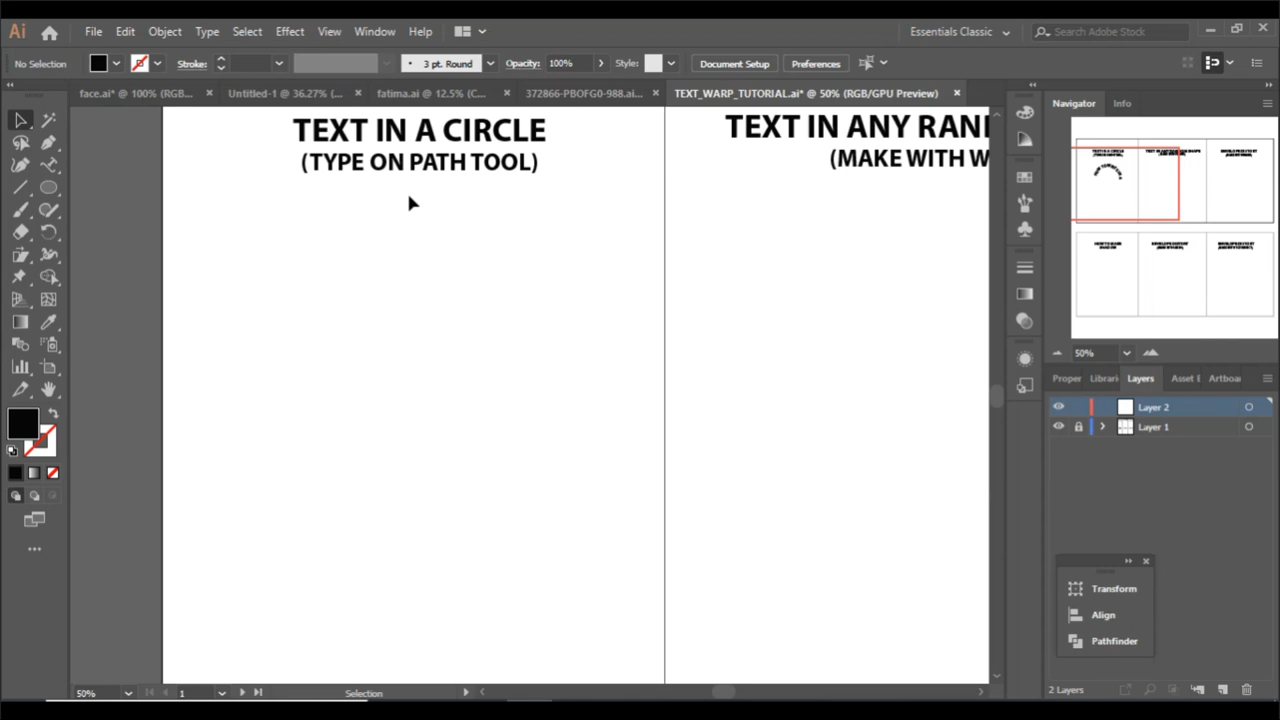 Ai File Edit Object Type Select Effect View Window Help Essentials Classic Search Adobe Stock
No Selection Stroke: 3 pt. Round Opacity: 100% Style: Document Setup Preferences
face.ai* @ 100% (RGB... Untitled-1 @ 36.27% (... fatima.ai @ 12.5% (C... 372866-PBOFG0-988.ai... TEXT_WARP_TUTORIAL.ai* @ 50% (RGB/GPU Preview)
Navigator Info
TEXT IN A CIRCLE
(TYPE ON PATH TOOL)
TEXT IN ANY RAN
(MAKE WITH W
50%
Proper Librari Layers Asset E Artboa
Layer 2
Layer 1
Transform
Align
Pathfinder
50% 1 Selection
2 Layers